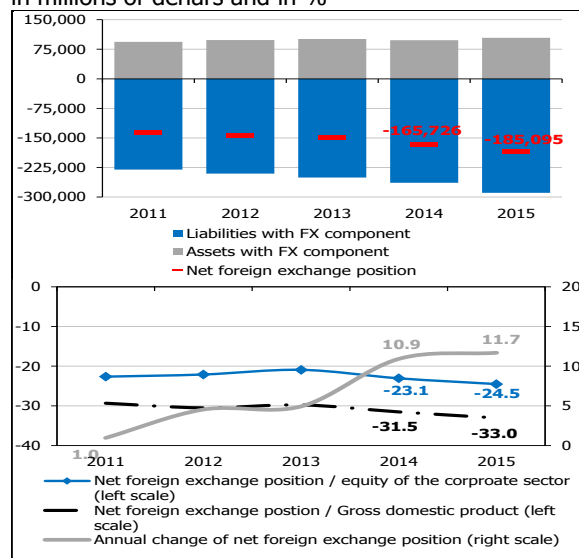 in millions of denars and in %
150,000
75,000
0
-75,000
-150,000
-225,000
-300,000
-165,726
-185,095
2011 2012 2013 2014 2015
Liabilities with FX component
Assets with FX component
Net foreign exchange position
0
-10
-20
-30
-40
20
15
10
5
0
10.9
11.7
-23.1
-24.5
-31.5
-33.0
1.0
2011 2012 2013 2014 2015
Net foreign exchange position / equity of the corproate sector
(left scale)
Net foreign exchange postion / Gross domestic product (left
scale)
Annual change of net foreign exchange position (right scale)